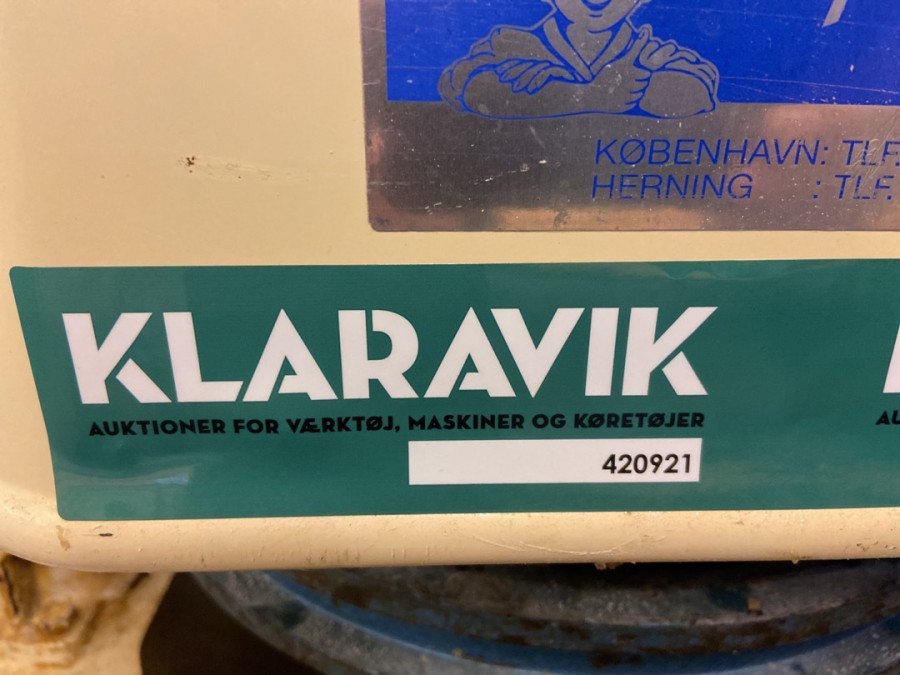 KØBENHAVN: TLF.
HERNING : TLF.
KLARAVIK
AUKTIONER FOR VÆRKTØJ, MASKINER OG KØRETØJER
420921